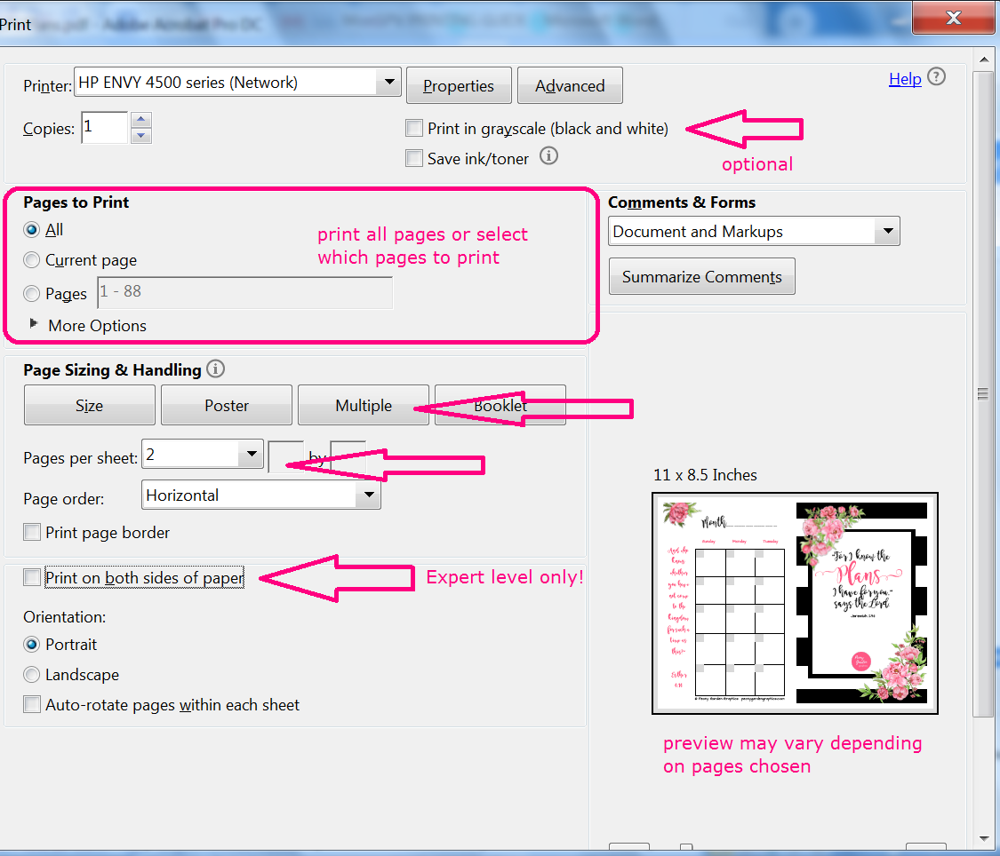 Print
Printer: HP ENVY 4500 series (Network) Properties Advanced Help ?
Copies: 1
Print in grayscale (black and white)
Save ink/toner i
optional
Pages to Print
All
Current page
Pages 1 - 88
More Options
print all pages or select
which pages to print
Comments & Forms
Document and Markups
Summarize Comments
Page Sizing & Handling i
Size Poster Multiple Booklet
Pages per sheet: 2 by
Page order: Horizontal
Print page border
Print on both sides of paper
Expert level only!
Orientation:
Portrait
Landscape
Auto-rotate pages within each sheet
11 x 8.5 Inches
Month
Sunday Monday Tuesday
And who
knows
whether
you have
not come
to the
kingdom
for such a
time as
this~
Esther
4:14
© Peony Garden Graphics peonygardengraphics.com
"For I know the
Plans
I have for you,"
says the Lord
Jeremiah 29:11
preview may vary depending
on pages chosen